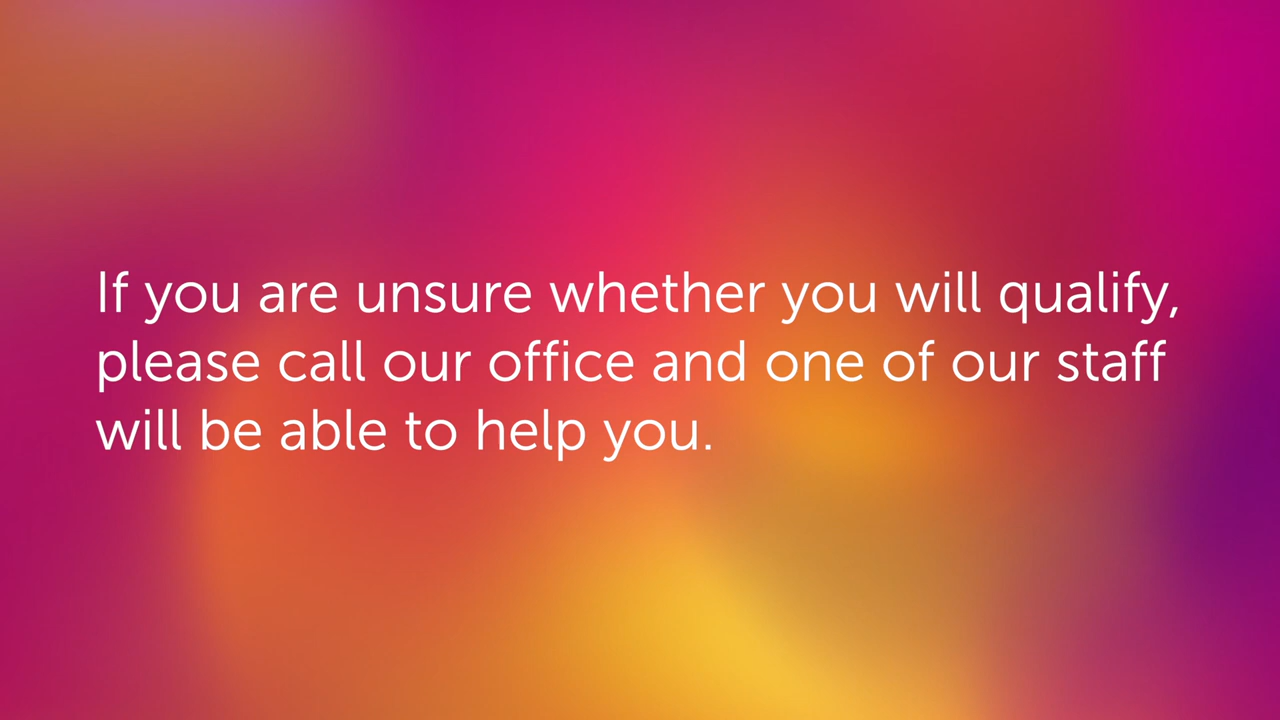 If you are unsure whether you will qualify,
please call our office and one of our staff
will be able to help you.